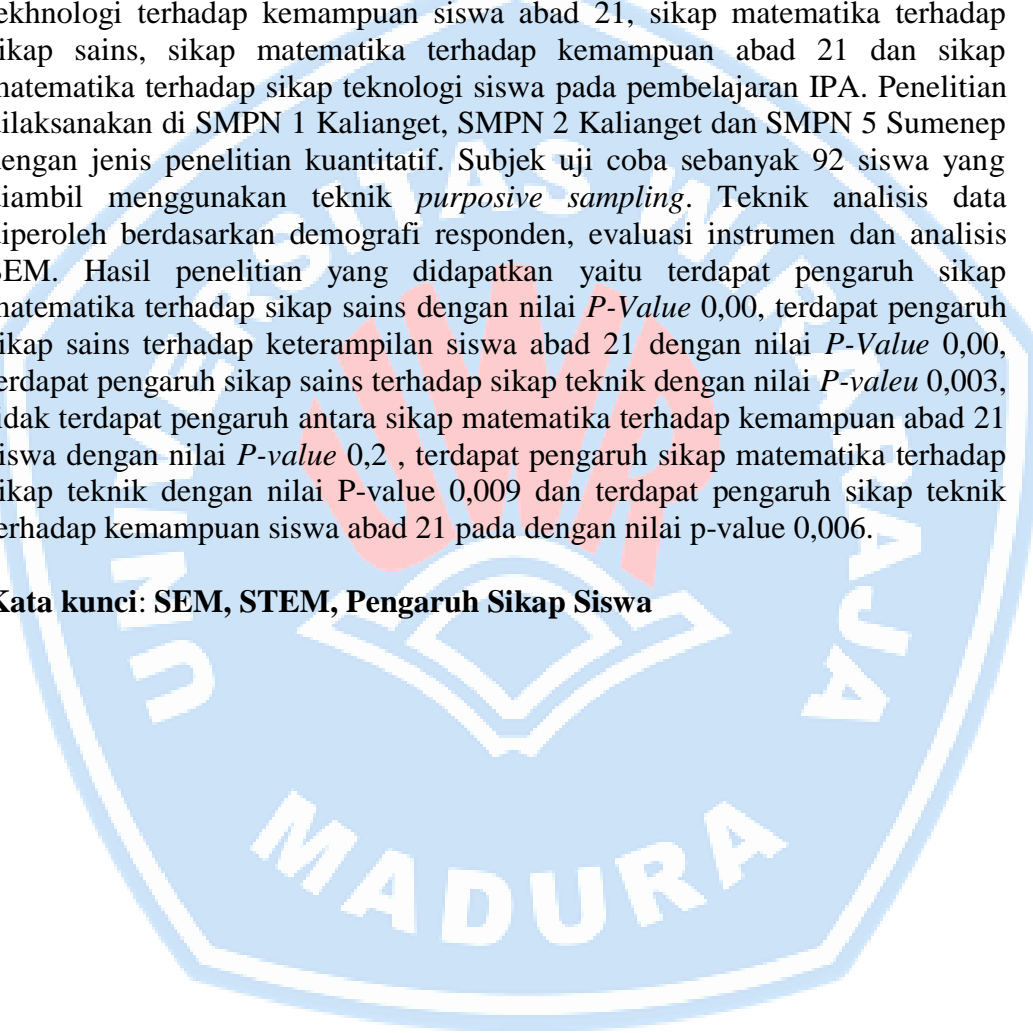 tekhnologi terhadap kemampuan siswa abad 21, sikap matematika terhadap
sikap sains, sikap matematika terhadap kemampuan abad 21 dan sikap
matematika terhadap sikap teknologi siswa pada pembelajaran IPA. Penelitian
dilaksanakan di SMPN 1 Kalianget, SMPN 2 Kalianget dan SMPN 5 Sumenep
dengan jenis penelitian kuantitatif. Subjek uji coba sebanyak 92 siswa yang
diambil menggunakan teknik purposive sampling. Teknik analisis data
diperoleh berdasarkan demografi responden, evaluasi instrumen dan analisis
SEM. Hasil penelitian yang didapatkan yaitu terdapat pengaruh sikap
matematika terhadap sikap sains dengan nilai P-Value 0,00, terdapat pengaruh
sikap sains terhadap keterampilan siswa abad 21 dengan nilai P-Value 0,00,
terdapat pengaruh sikap sains terhadap sikap teknik dengan nilai P-valeu 0,003,
tidak terdapat pengaruh antara sikap matematika terhadap kemampuan abad 21
siswa dengan nilai P-value 0,2 , terdapat pengaruh sikap matematika terhadap
sikap teknik dengan nilai P-value 0,009 dan terdapat pengaruh sikap teknik
terhadap kemampuan siswa abad 21 pada dengan nilai p-value 0,006.
Kata kunci: SEM, STEM, Pengaruh Sikap Siswa
UNIVERSITAS WIRARAJA
UWR
MADURA